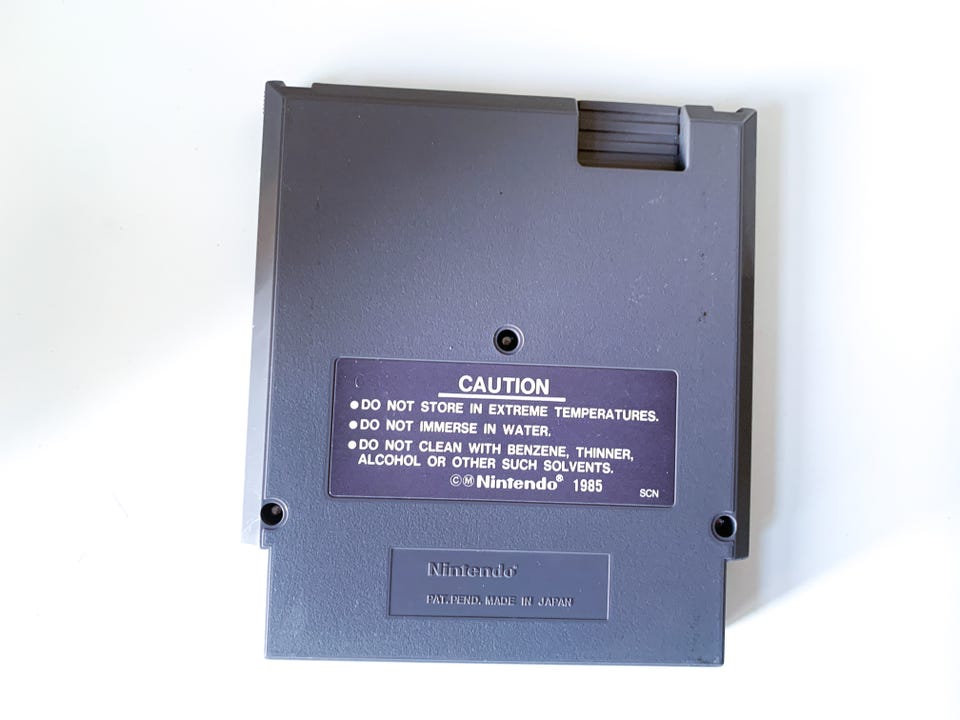 CAUTION
●DO NOT STORE IN EXTREME TEMPERATURES.
●DO NOT IMMERSE IN WATER.
●DO NOT CLEAN WITH BENZENE, THINNER,
ALCOHOL OR OTHER SUCH SOLVENTS.
©Ⓜ Nintendo® 1985 SCN
Nintendo®
PAT. PEND. MADE IN JAPAN